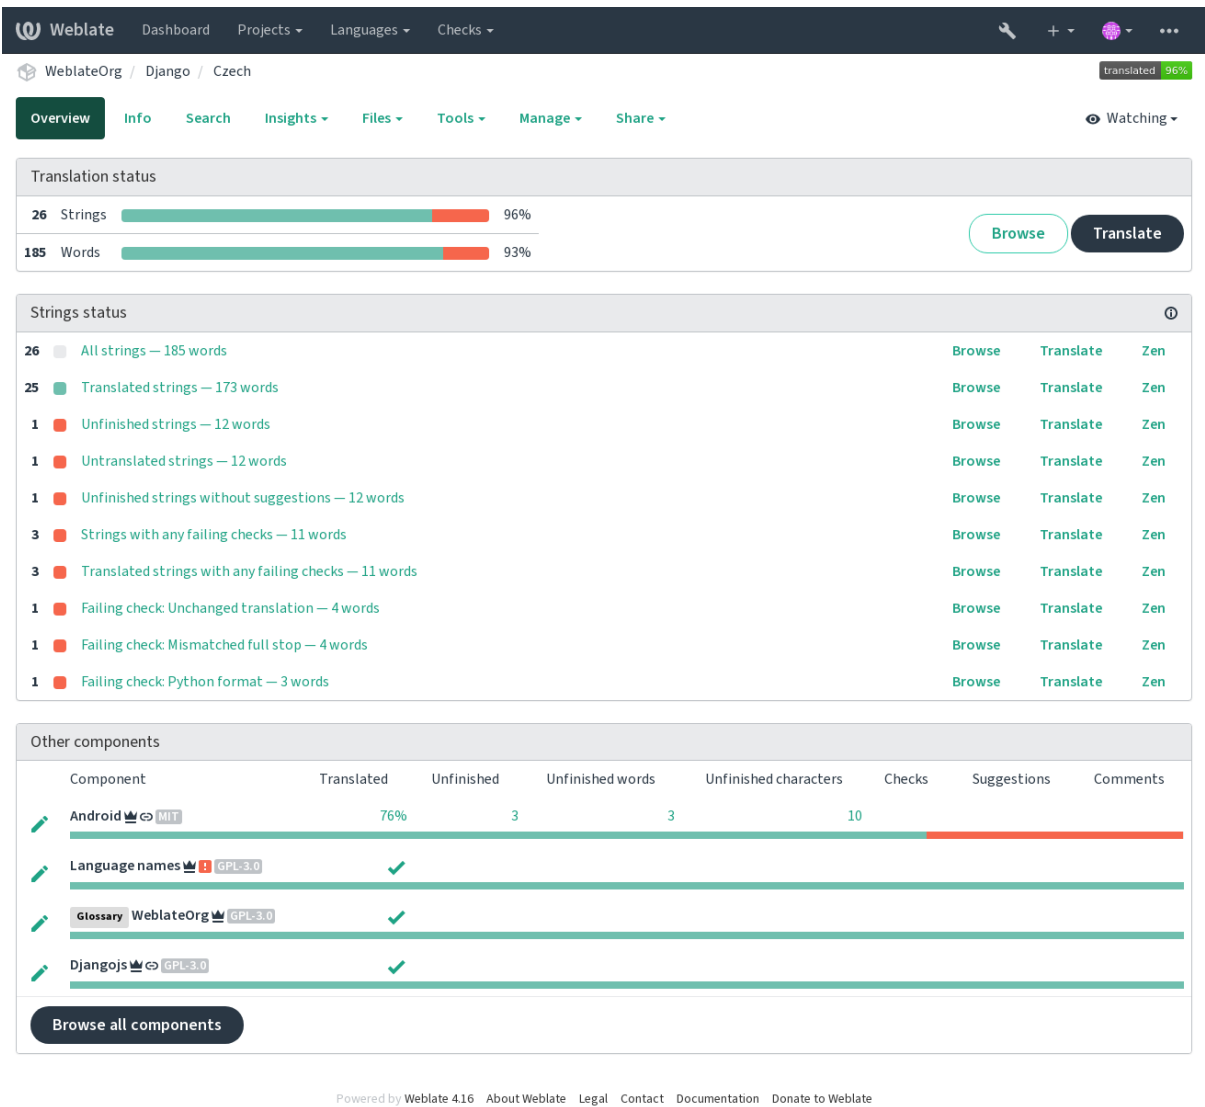 Weblate Dashboard Projects Languages Checks
WeblateOrg / Django / Czech translated 96%
Overview Info Search Insights Files Tools Manage Share Watching
Translation status
26 Strings 96%
Browse Translate
185 Words 93%
Strings status
26 All strings — 185 words Browse Translate Zen
25 Translated strings — 173 words Browse Translate Zen
1 Unfinished strings — 12 words Browse Translate Zen
1 Untranslated strings — 12 words Browse Translate Zen
1 Unfinished strings without suggestions — 12 words Browse Translate Zen
3 Strings with any failing checks — 11 words Browse Translate Zen
3 Translated strings with any failing checks — 11 words Browse Translate Zen
1 Failing check: Unchanged translation — 4 words Browse Translate Zen
1 Failing check: Mismatched full stop — 4 words Browse Translate Zen
1 Failing check: Python format — 3 words Browse Translate Zen
Other components
Component Translated Unfinished Unfinished words Unfinished characters Checks Suggestions Comments
Android MIT 76% 3 3 10
Language names GPL-3.0
Glossary WeblateOrg GPL-3.0
Djangojs GPL-3.0
Browse all components
Powered by Weblate 4.16 About Weblate Legal Contact Documentation Donate to Weblate